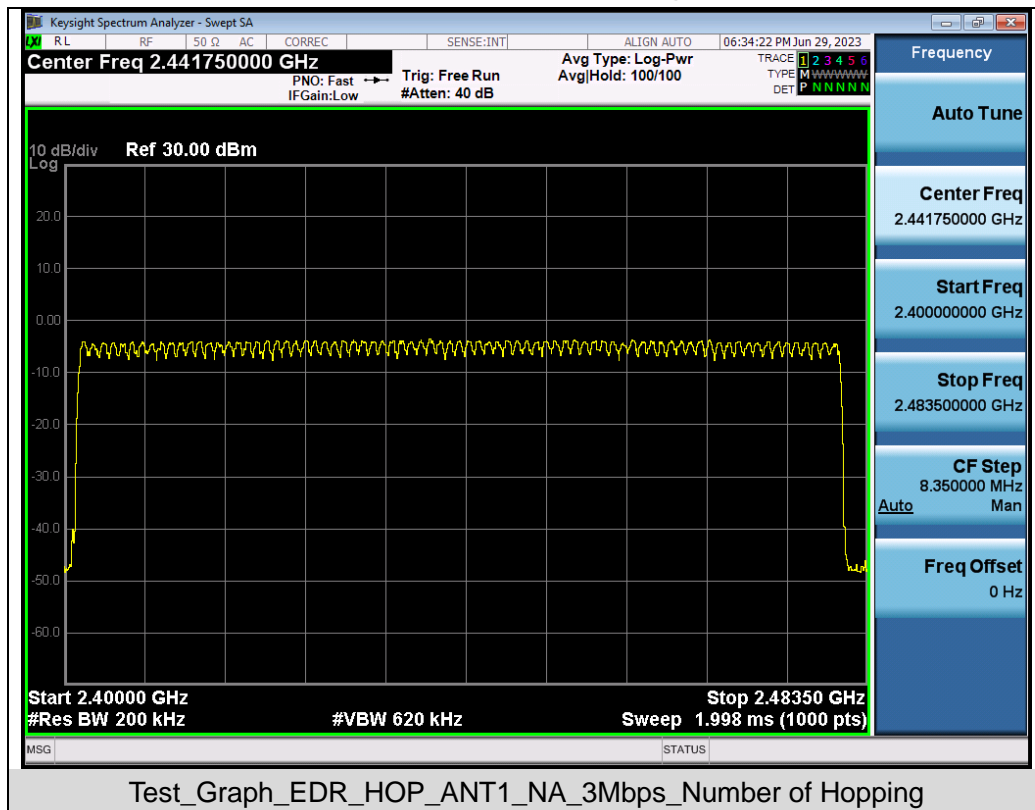 Keysight Spectrum Analyzer - Swept SA
LXI RL RF 50 Ω AC CORREC SENSE:INT ALIGN AUTO 06:34:22 PM Jun 29, 2023
Center Freq 2.441750000 GHz
PNO: Fast
IFGain:Low
Trig: Free Run
#Atten: 40 dB
Avg Type: Log-Pwr
Avg|Hold: 100/100
TRACE 1 2 3 4 5 6
TYPE M WWWWW
DET P N N N N N
10 dB/div Ref 30.00 dBm
Log
20.0
10.0
0.00
-10.0
-20.0
-30.0
-40.0
-50.0
-60.0
Start 2.40000 GHz Stop 2.48350 GHz
#Res BW 200 kHz #VBW 620 kHz Sweep 1.998 ms (1000 pts)
MSG STATUS
Frequency
Auto Tune
Center Freq
2.441750000 GHz
Start Freq
2.400000000 GHz
Stop Freq
2.483500000 GHz
CF Step
8.350000 MHz
Auto Man
Freq Offset
0 Hz
Test_Graph_EDR_HOP_ANT1_NA_3Mbps_Number of Hopping